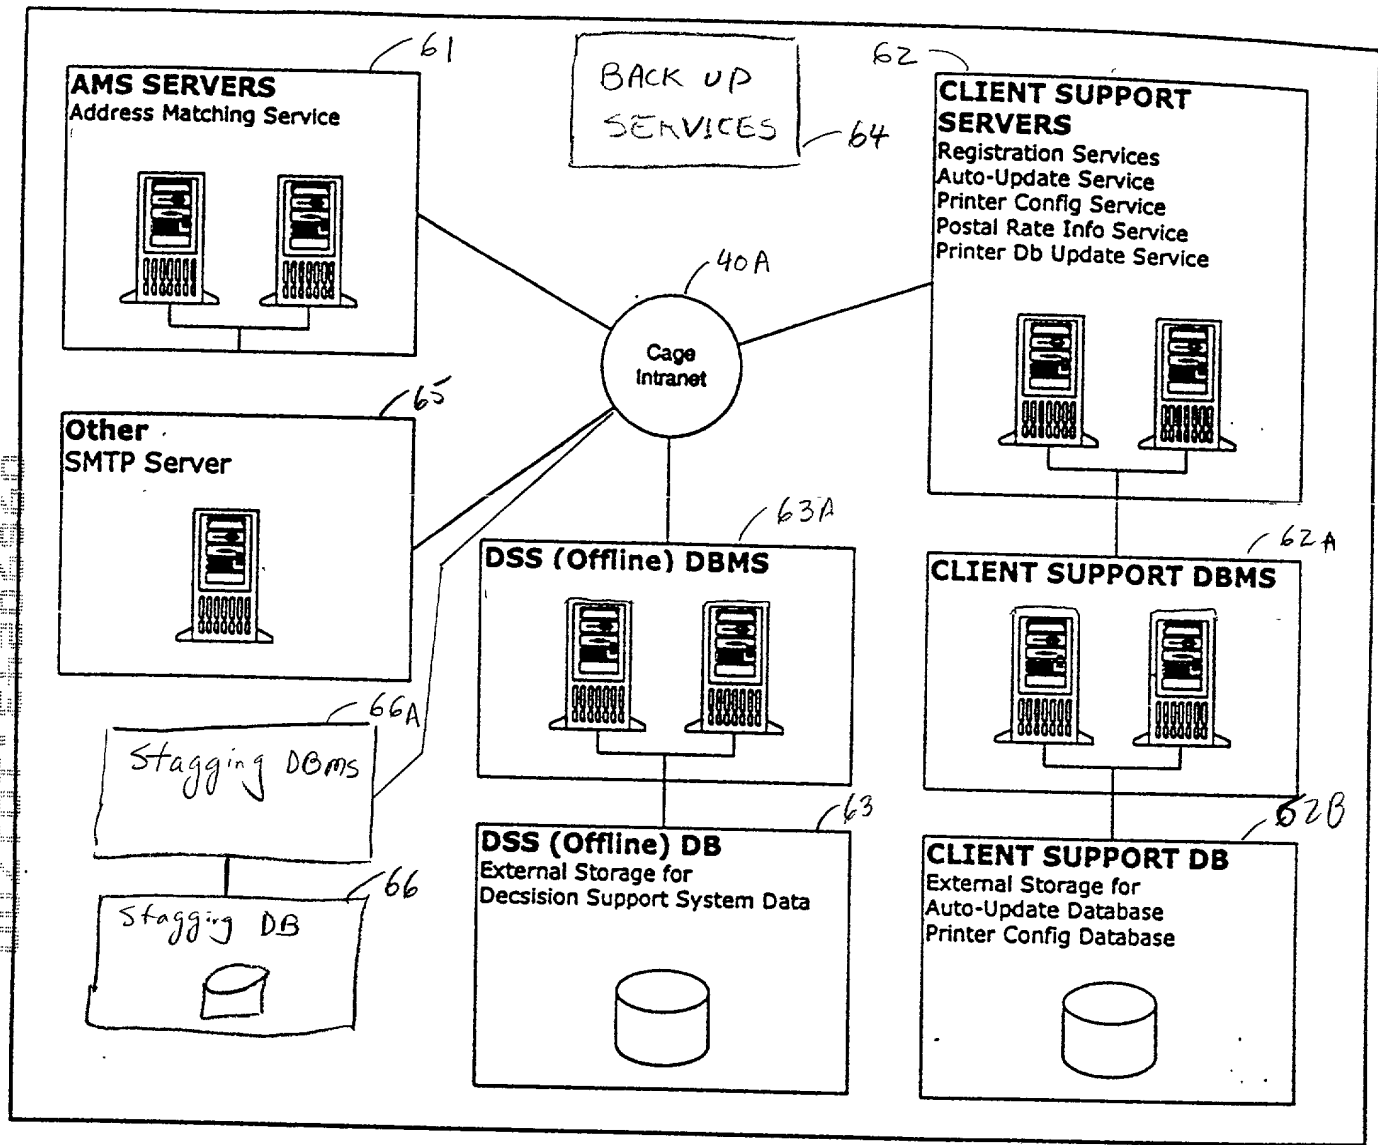 61
AMS SERVERS
Address Matching Service
BACK UP
SERVICES
64
62
CLIENT SUPPORT
SERVERS
Registration Services
Auto-Update Service
Printer Config Service
Postal Rate Info Service
Printer Db Update Service
40A
Cage
Intranet
65
Other
SMTP Server
63A
DSS (Offline) DBMS
62A
CLIENT SUPPORT DBMS
66A
Stagging DBMS
63
DSS (Offline) DB
External Storage for
Decsision Support System Data
62B
CLIENT SUPPORT DB
External Storage for
Auto-Update Database
Printer Config Database
66
Stagging DB